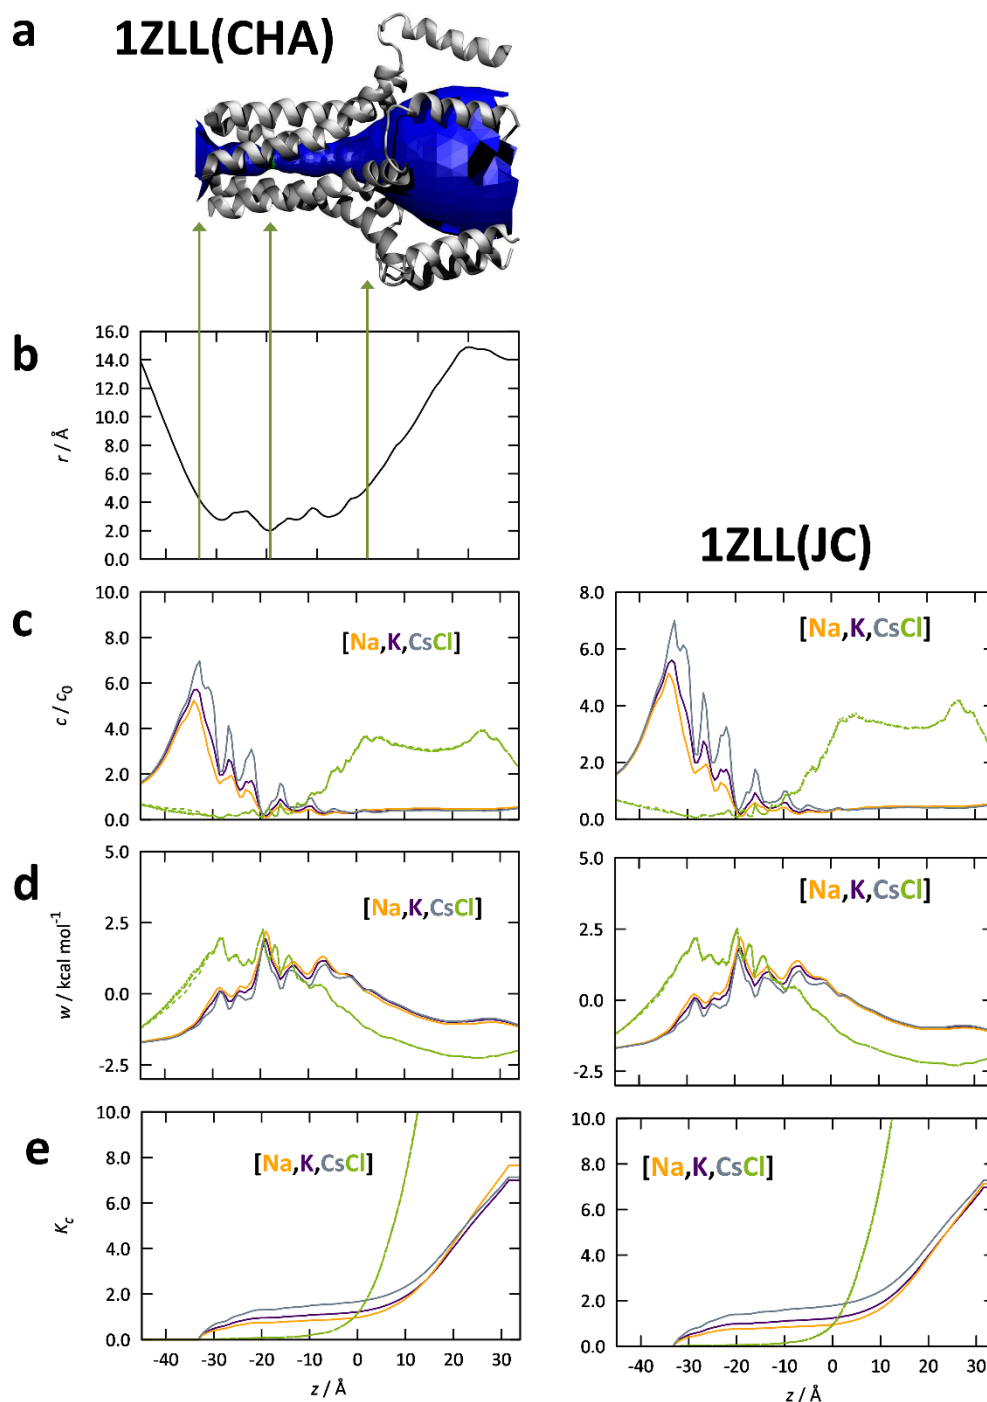 a
1ZLL(CHA)
b
16.0
14.0
12.0
10.0
8.0
6.0
4.0
2.0
0.0
r / Å
1ZLL(JC)
c
10.0
8.0
6.0
4.0
2.0
0.0
c / c0
[Na,K,CsCl]
8.0
6.0
4.0
2.0
0.0
[Na,K,CsCl]
d
5.0
2.5
0.0
-2.5
w / kcal mol-1
[Na,K,CsCl]
5.0
2.5
0.0
-2.5
[Na,K,CsCl]
e
10.0
8.0
6.0
4.0
2.0
0.0
Kc
[Na,K,CsCl]
-40 -30 -20 -10 0 10 20 30
z / Å
10.0
8.0
6.0
4.0
2.0
0.0
[Na,K,CsCl]
-40 -30 -20 -10 0 10 20 30
z / Å